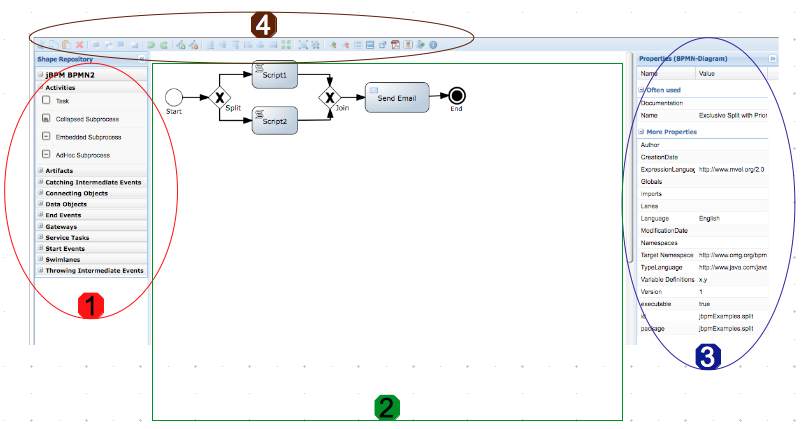 4
Shape Repository
jBPM BPMN2
Activities
Task
Collapsed Subprocess
Embedded Subprocess
AdHoc Subprocess
Artifacts
Catching Intermediate Events
Connecting Objects
Data Objects
End Events
Gateways
Service Tasks
Start Events
Swimlanes
Throwing Intermediate Events
1
Start
X
Split
Script1
Script2
X
Join
Send Email
End
2
Properties (BPMN-Diagram)
Name Value
Often used
Documentation
Name Exclusive Split with Prior
More Properties
Author
CreationDate
ExpressionLanguag http://www.mvel.org/2.0
Globals
Imports
Lanes
Language English
ModificationDate
Namespaces
Target Namespace http://www.omg.org/bpm
TypeLanguage http://www.java.com/java
Variable Definitions x,y
Version 1
executable true
id jbpmExamples.split
package jbpmExamples.split
3